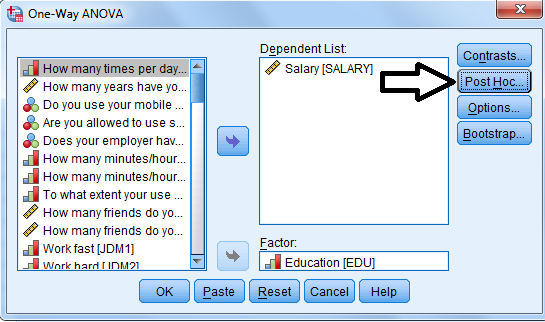 One-Way ANOVA
How many times per day...
How many years have yo...
Do you use your mobile ...
Are you allowed to use s...
Does your employer hav...
How many minutes/hour...
How many minutes/hour...
To what extent your use ...
How many friends do yo...
How many friends do yo...
Work fast [JDM1]
Work hard [JDM2]
Dependent List:
Salary [SALARY]
Factor:
Education [EDU]
Contrasts...
Post Hoc...
Options...
Bootstrap...
OK
Paste
Reset
Cancel
Help